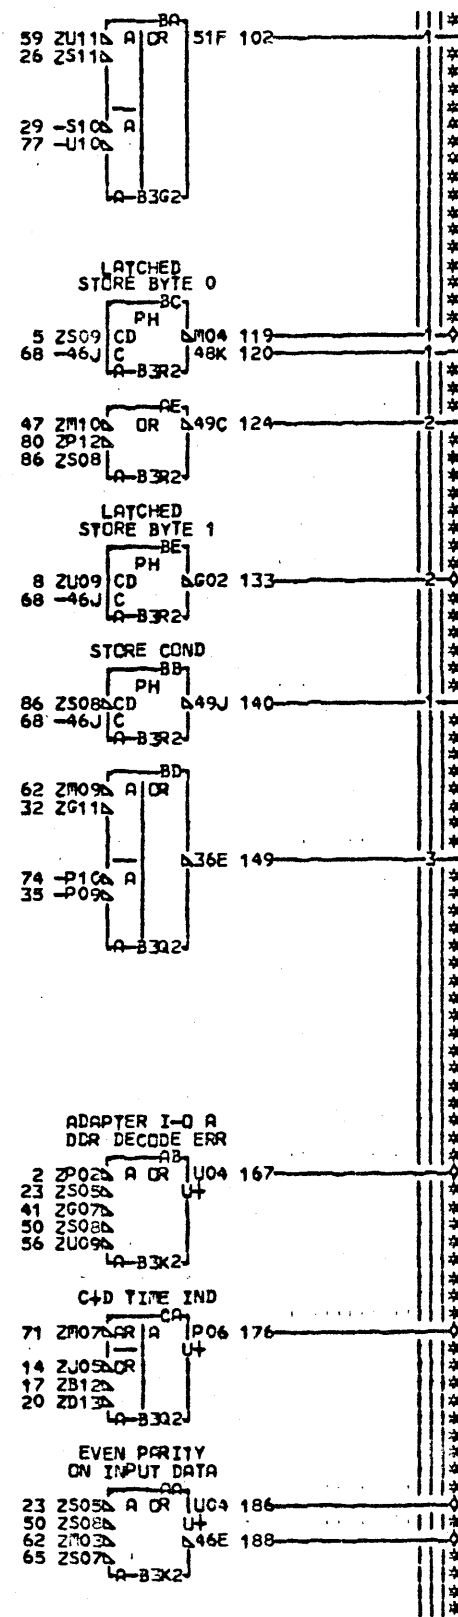 BA
59 ZU11 A OR 51F 102 1
26 ZS11
29 -S10 A
77 -U10
A-B3G2
LATCHED
STORE BYTE 0
BC
PH
5 ZS09 CD M04 119 1
68 -46J C 48K 120 1
A-B3R2
AE
47 ZM10 OR 49C 124 2
80 ZP12
86 ZS08
A-B3R2
LATCHED
STORE BYTE 1
BE
PH
8 ZU09 CD G02 133 2
68 -46J C
A-B3R2
STORE COND
BB
PH
86 ZS08 CD 49J 140 1
68 -46J C
A-B3R2
BD
62 ZM09 A OR
32 ZG11
36E 149 3
74 -P10 A
35 -P09
A-B3Q2
ADAPTER I-O A
DDR DECODE ERR
AB
2 ZP02 A OR U04 167
23 ZS05 U+
41 ZG07
50 ZS08
56 ZU09
A-B3K2
C+D TIME IND
CA
71 ZM07 AR A P06 176
U+
14 ZJ05 OR
17 ZB12
20 ZD13
A-B3Q2
EVEN PARITY
ON INPUT DATA
AA
23 ZS05 A OR U04 186
50 ZS08 U+
62 ZM03 46E 188
65 ZS07
A-B3K2